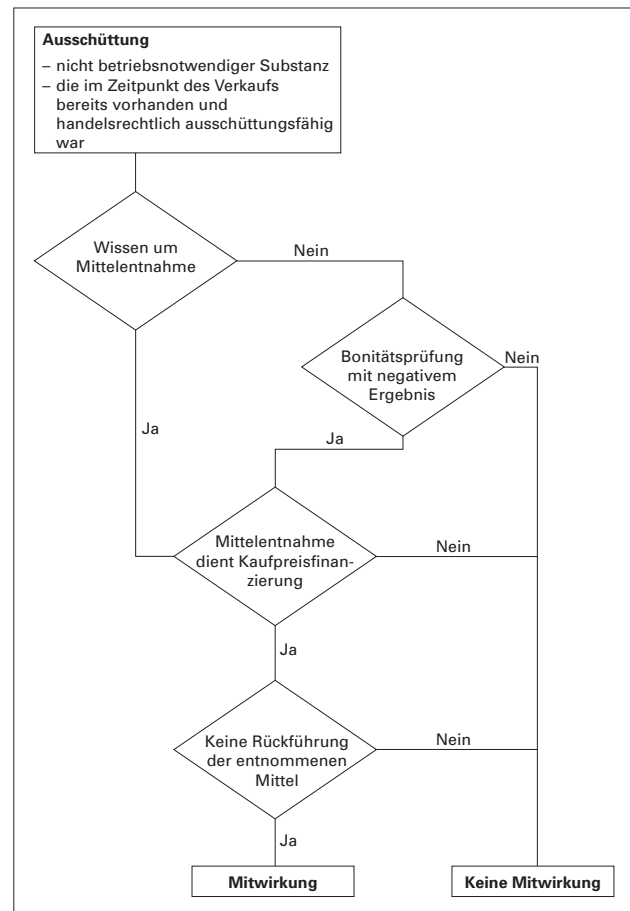 Ausschüttung
– nicht betriebsnotwendiger Substanz
– die im Zeitpunkt des Verkaufs
bereits vorhanden und
handelsrechtlich ausschüttungsfähig
war
Wissen um
Mittelentnahme
Nein
Bonitätsprüfung
mit negativem
Ergebnis
Nein
Ja
Ja
Mittelentnahme
dient Kaufpreisfinan-
zierung
Nein
Ja
Keine Rückführung
der entnommenen
Mittel
Nein
Ja
Mitwirkung
Keine Mitwirkung